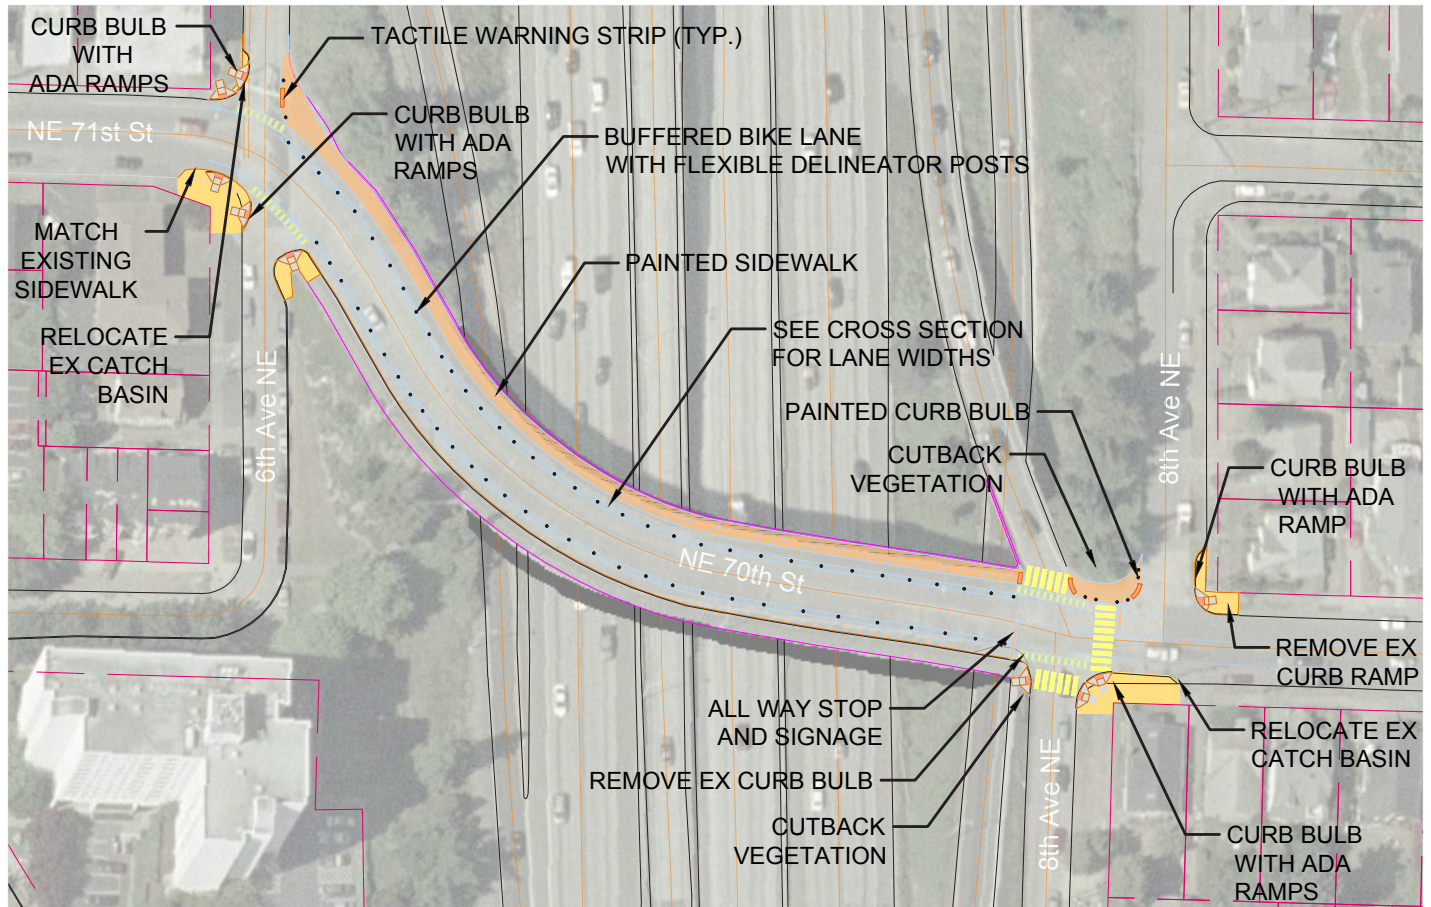 CURB BULB
WITH
ADA RAMPS
TACTILE WARNING STRIP (TYP.)
CURB BULB
WITH ADA
RAMPS
BUFFERED BIKE LANE
WITH FLEXIBLE DELINEATOR POSTS
NE 71st St
MATCH
EXISTING
SIDEWALK
PAINTED SIDEWALK
RELOCATE
EX CATCH
BASIN
SEE CROSS SECTION
FOR LANE WIDTHS
6th Ave NE
8th Ave NE
PAINTED CURB BULB
CUTBACK
VEGETATION
CURB BULB
WITH ADA
RAMP
NE 70th St
REMOVE EX
CURB RAMP
ALL WAY STOP
AND SIGNAGE
RELOCATE EX
CATCH BASIN
REMOVE EX CURB BULB
8th Ave NE
CUTBACK
VEGETATION
CURB BULB
WITH ADA
RAMPS